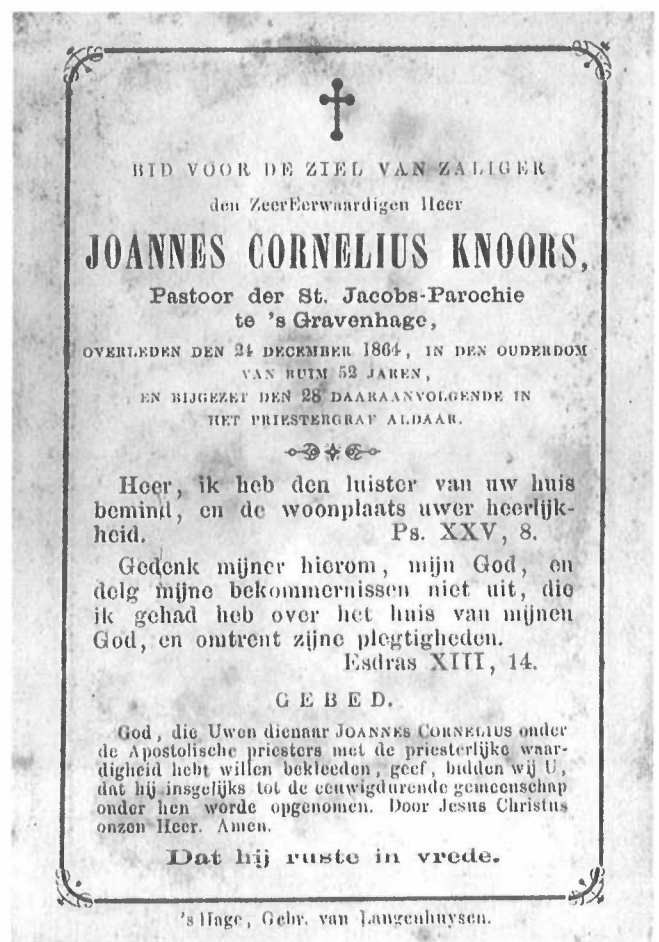 BID VOOR DE ZIEL VAN ZALIGER
den ZeerEerwaardigen Heer
JOANNES CORNELIUS KNOORS,
Pastoor der St. Jacobs-Parochie
te 's Gravenhage,
OVERLEDEN DEN 24 DECEMBER 1864, IN DEN OUDERDOM
VAN RUIM 52 JAREN,
EN BIJGEZET DEN 28 DAARAANVOLGENDE IN
HET PRIESTERGRAF ALDAAR.
Heer, ik heb den luister van uw huis
bemind, en de woonplaats uwer heerlijk-
heid. Ps. XXV, 8.
Gedenk mijner hierom, mijn God, en
delg mijne bekommernissen niet uit, die
ik gehad heb over het huis van mijnen
God, en omtrent zijne plegtigheden.
Esdras XIII, 14.
GEBED.
God, die Uwen dienaar JOANNES CORNELIUS onder
de Apostolische priesters met de priesterlijke waar-
digheid hebt willen bekleeden, geef, bidden wij U,
dat hij insgelijks tot de eeuwigdurende gemeenschap
onder hen worde opgenomen. Door Jesus Christus
onzen Heer. Amen.
Dat hij ruste in vrede.
's Hage, Gebr. van Langenhuysen.